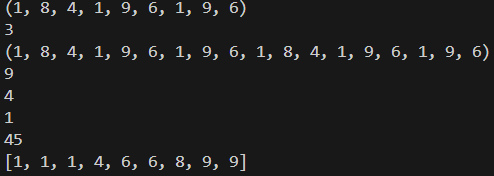 (1, 8, 4, 1, 9, 6, 1, 9, 6)
3
(1, 8, 4, 1, 9, 6, 1, 9, 6, 1, 8, 4, 1, 9, 6, 1, 9, 6)
9
4
1
45
[1, 1, 1, 4, 6, 6, 8, 9, 9]